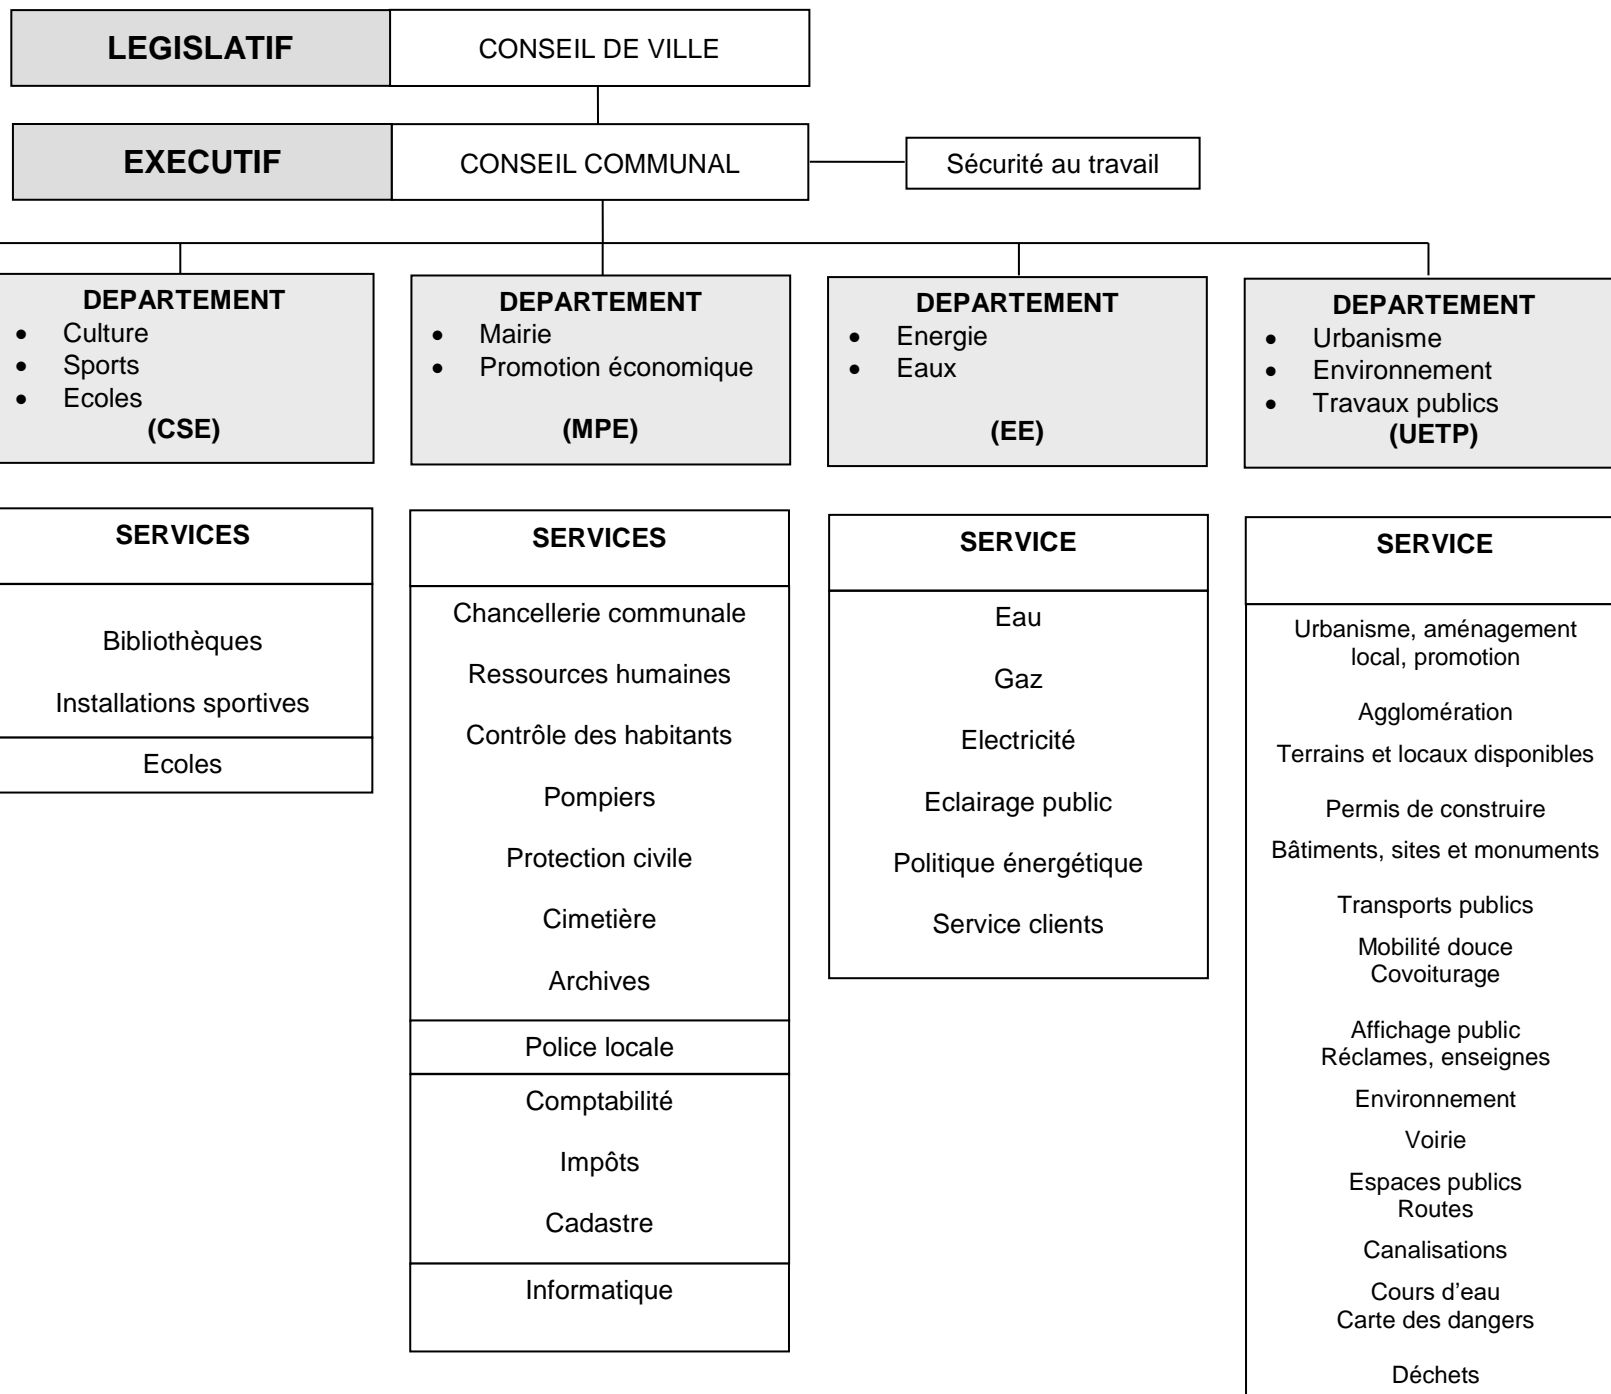 LEGISLATIF
CONSEIL DE VILLE
EXECUTIF
CONSEIL COMMUNAL
Sécurité au travail
DEPARTEMENT
• Culture
• Sports
• Ecoles
(CSE)
DEPARTEMENT
• Mairie
• Promotion économique
(MPE)
DEPARTEMENT
• Energie
• Eaux
(EE)
DEPARTEMENT
• Urbanisme
• Environnement
• Travaux publics
(UETP)
SERVICES
Bibliothèques
Installations sportives
Ecoles
SERVICES
Chancellerie communale
Ressources humaines
Contrôle des habitants
Pompiers
Protection civile
Cimetière
Archives
Police locale
Comptabilité
Impôts
Cadastre
Informatique
SERVICE
Eau
Gaz
Electricité
Eclairage public
Politique énergétique
Service clients
SERVICE
Urbanisme, aménagement
local, promotion
Agglomération
Terrains et locaux disponibles
Permis de construire
Bâtiments, sites et monuments
Transports publics
Mobilité douce
Covoiturage
Affichage public
Réclames, enseignes
Environnement
Voirie
Espaces publics
Routes
Canalisations
Cours d’eau
Carte des dangers
Déchets